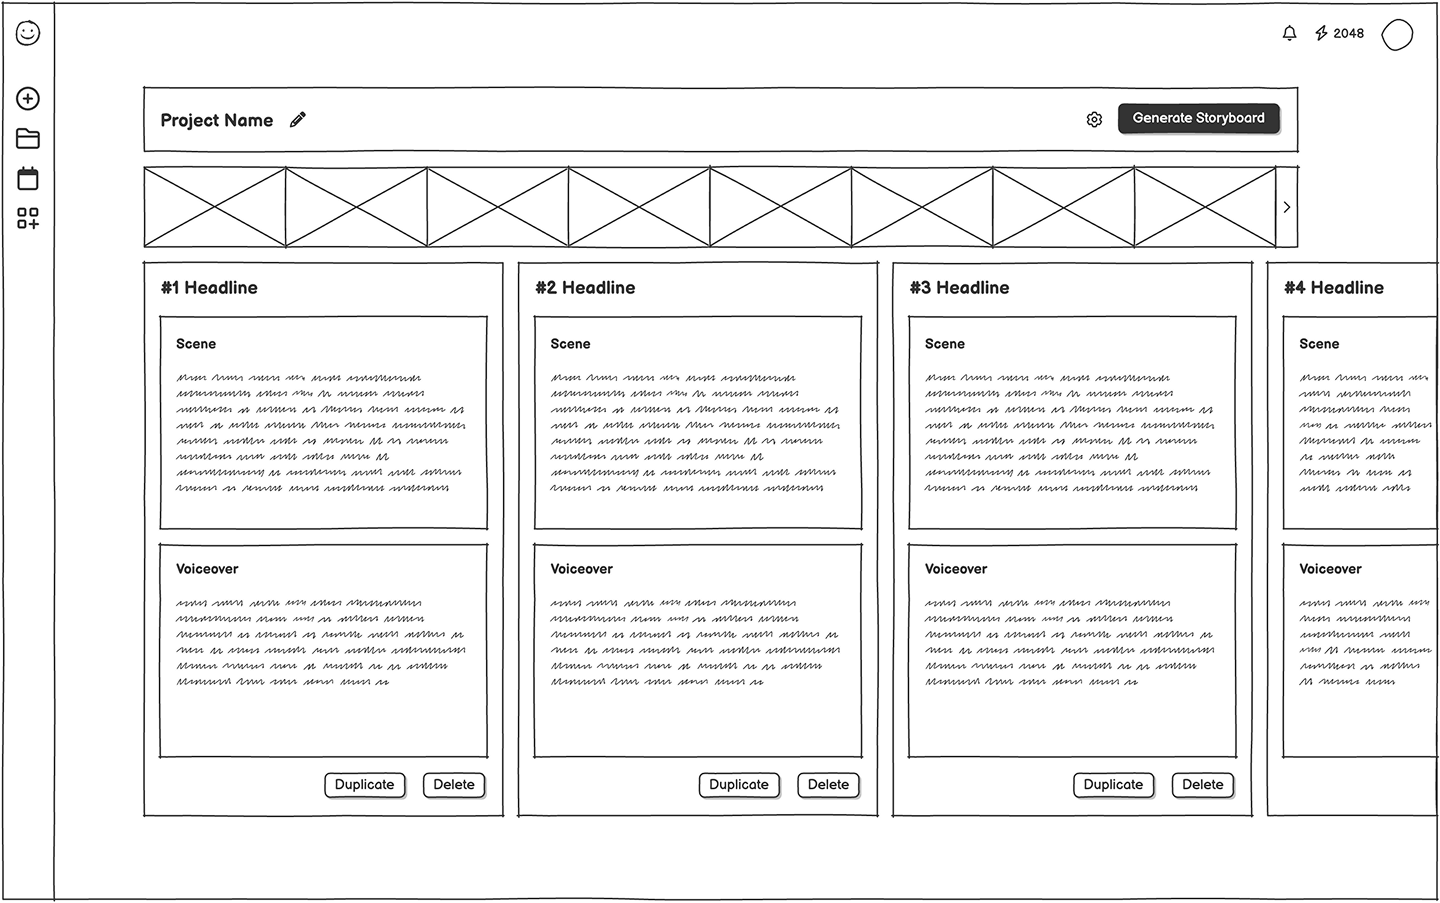 2048
Project Name
Generate Storyboard
#1 Headline
Scene
Voiceover
Duplicate
Delete
#2 Headline
Scene
Voiceover
Duplicate
Delete
#3 Headline
Scene
Voiceover
Duplicate
Delete
#4 Headline
Scene
Voiceover